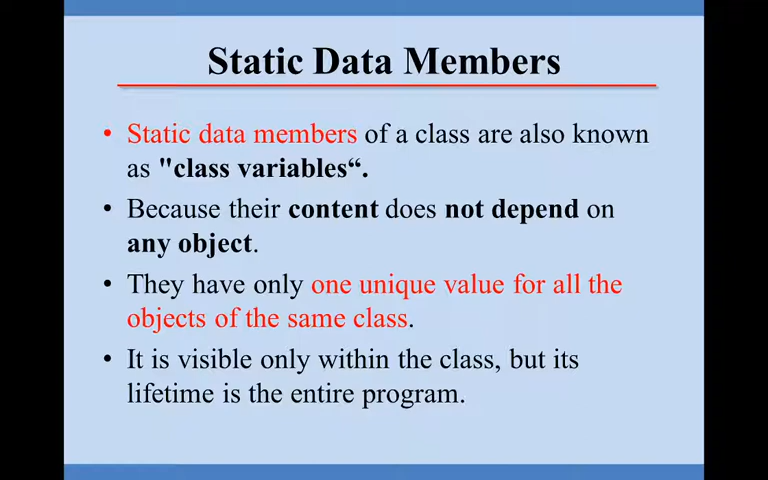 Static Data Members
• Static data members of a class are also known
as "class variables“.
• Because their content does not depend on
any object.
• They have only one unique value for all the
objects of the same class.
• It is visible only within the class, but its
lifetime is the entire program.